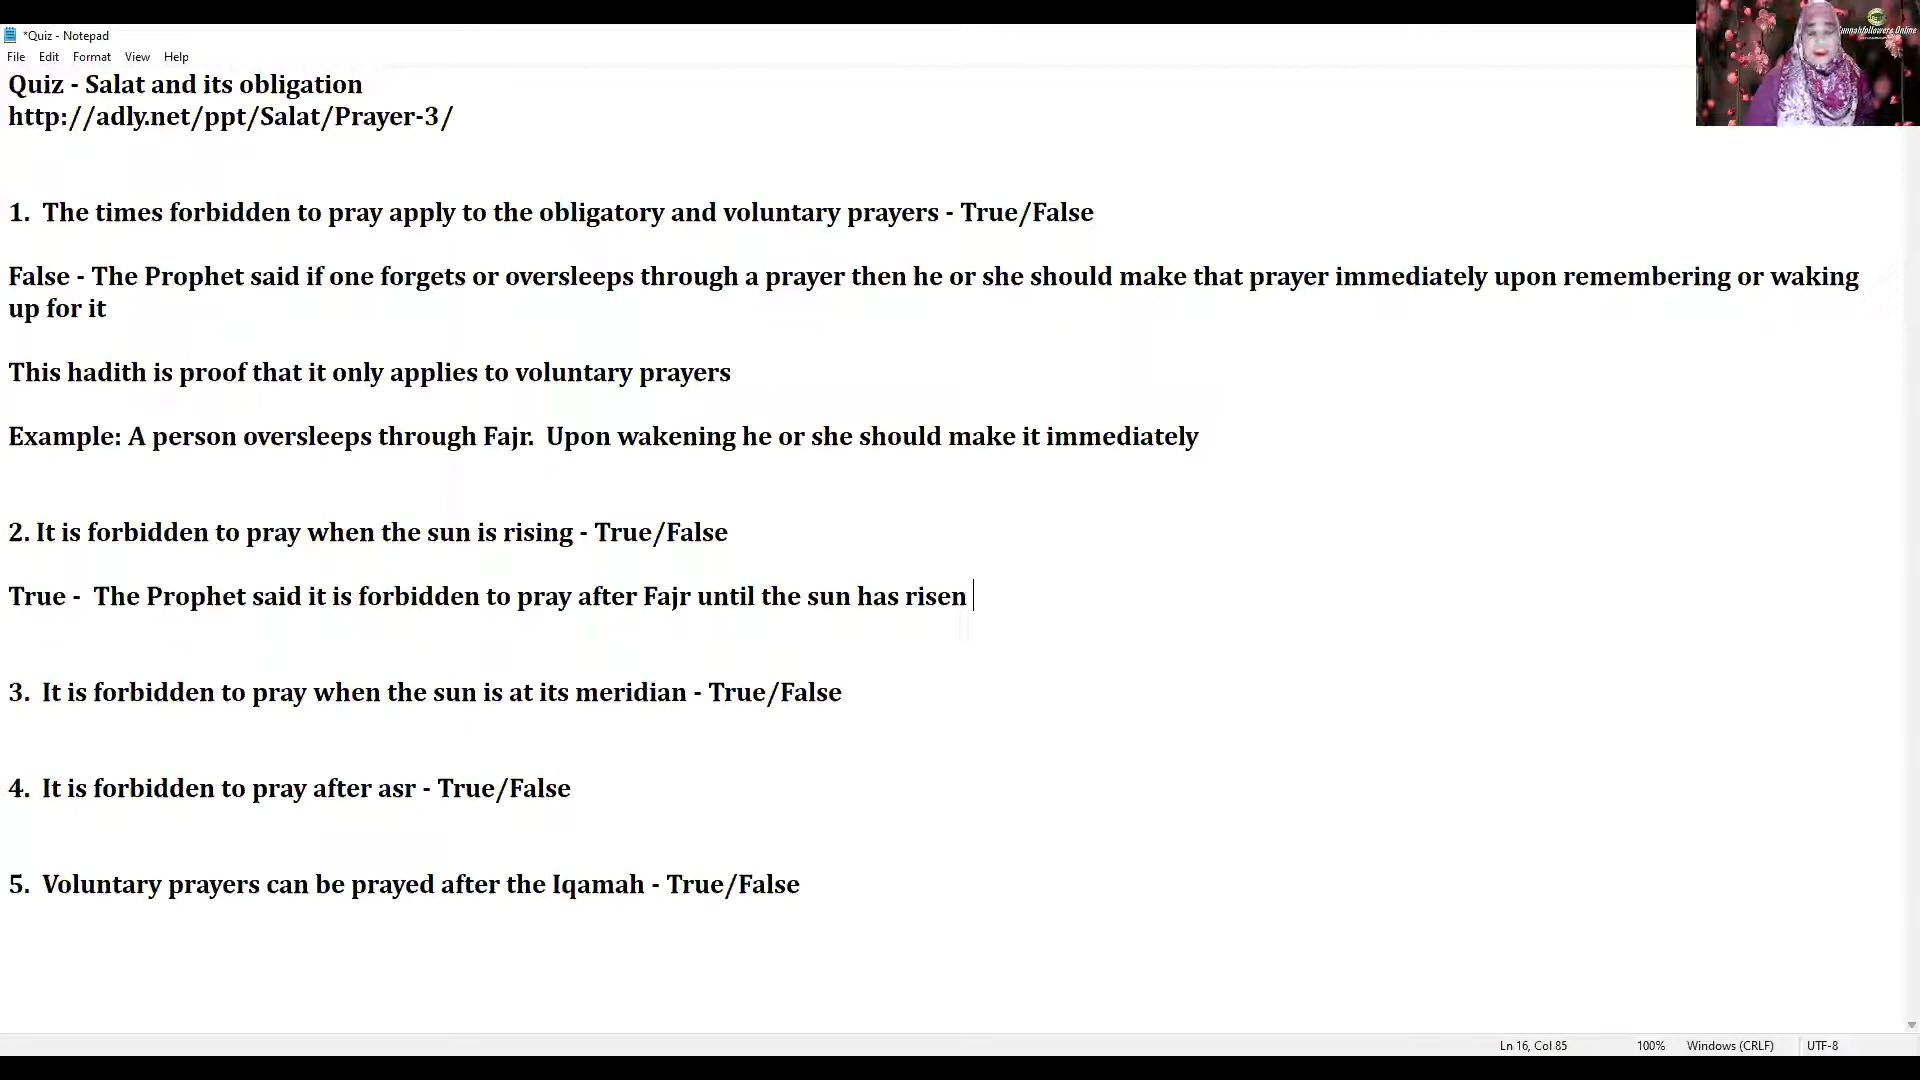 *Quiz - Notepad
File Edit Format View Help
Quiz - Salat and its obligation
http://adly.net/ppt/Salat/Prayer-3/
1. The times forbidden to pray apply to the obligatory and voluntary prayers - True/False
False - The Prophet said if one forgets or oversleeps through a prayer then he or she should make that prayer immediately upon remembering or waking
up for it
This hadith is proof that it only applies to voluntary prayers
Example: A person oversleeps through Fajr. Upon wakening he or she should make it immediately
2. It is forbidden to pray when the sun is rising - True/False
True - The Prophet said it is forbidden to pray after Fajr until the sun has risen
3. It is forbidden to pray when the sun is at its meridian - True/False
4. It is forbidden to pray after asr - True/False
5. Voluntary prayers can be prayed after the Iqamah - True/False
Ln 16, Col 85 100% Windows (CRLF) UTF-8